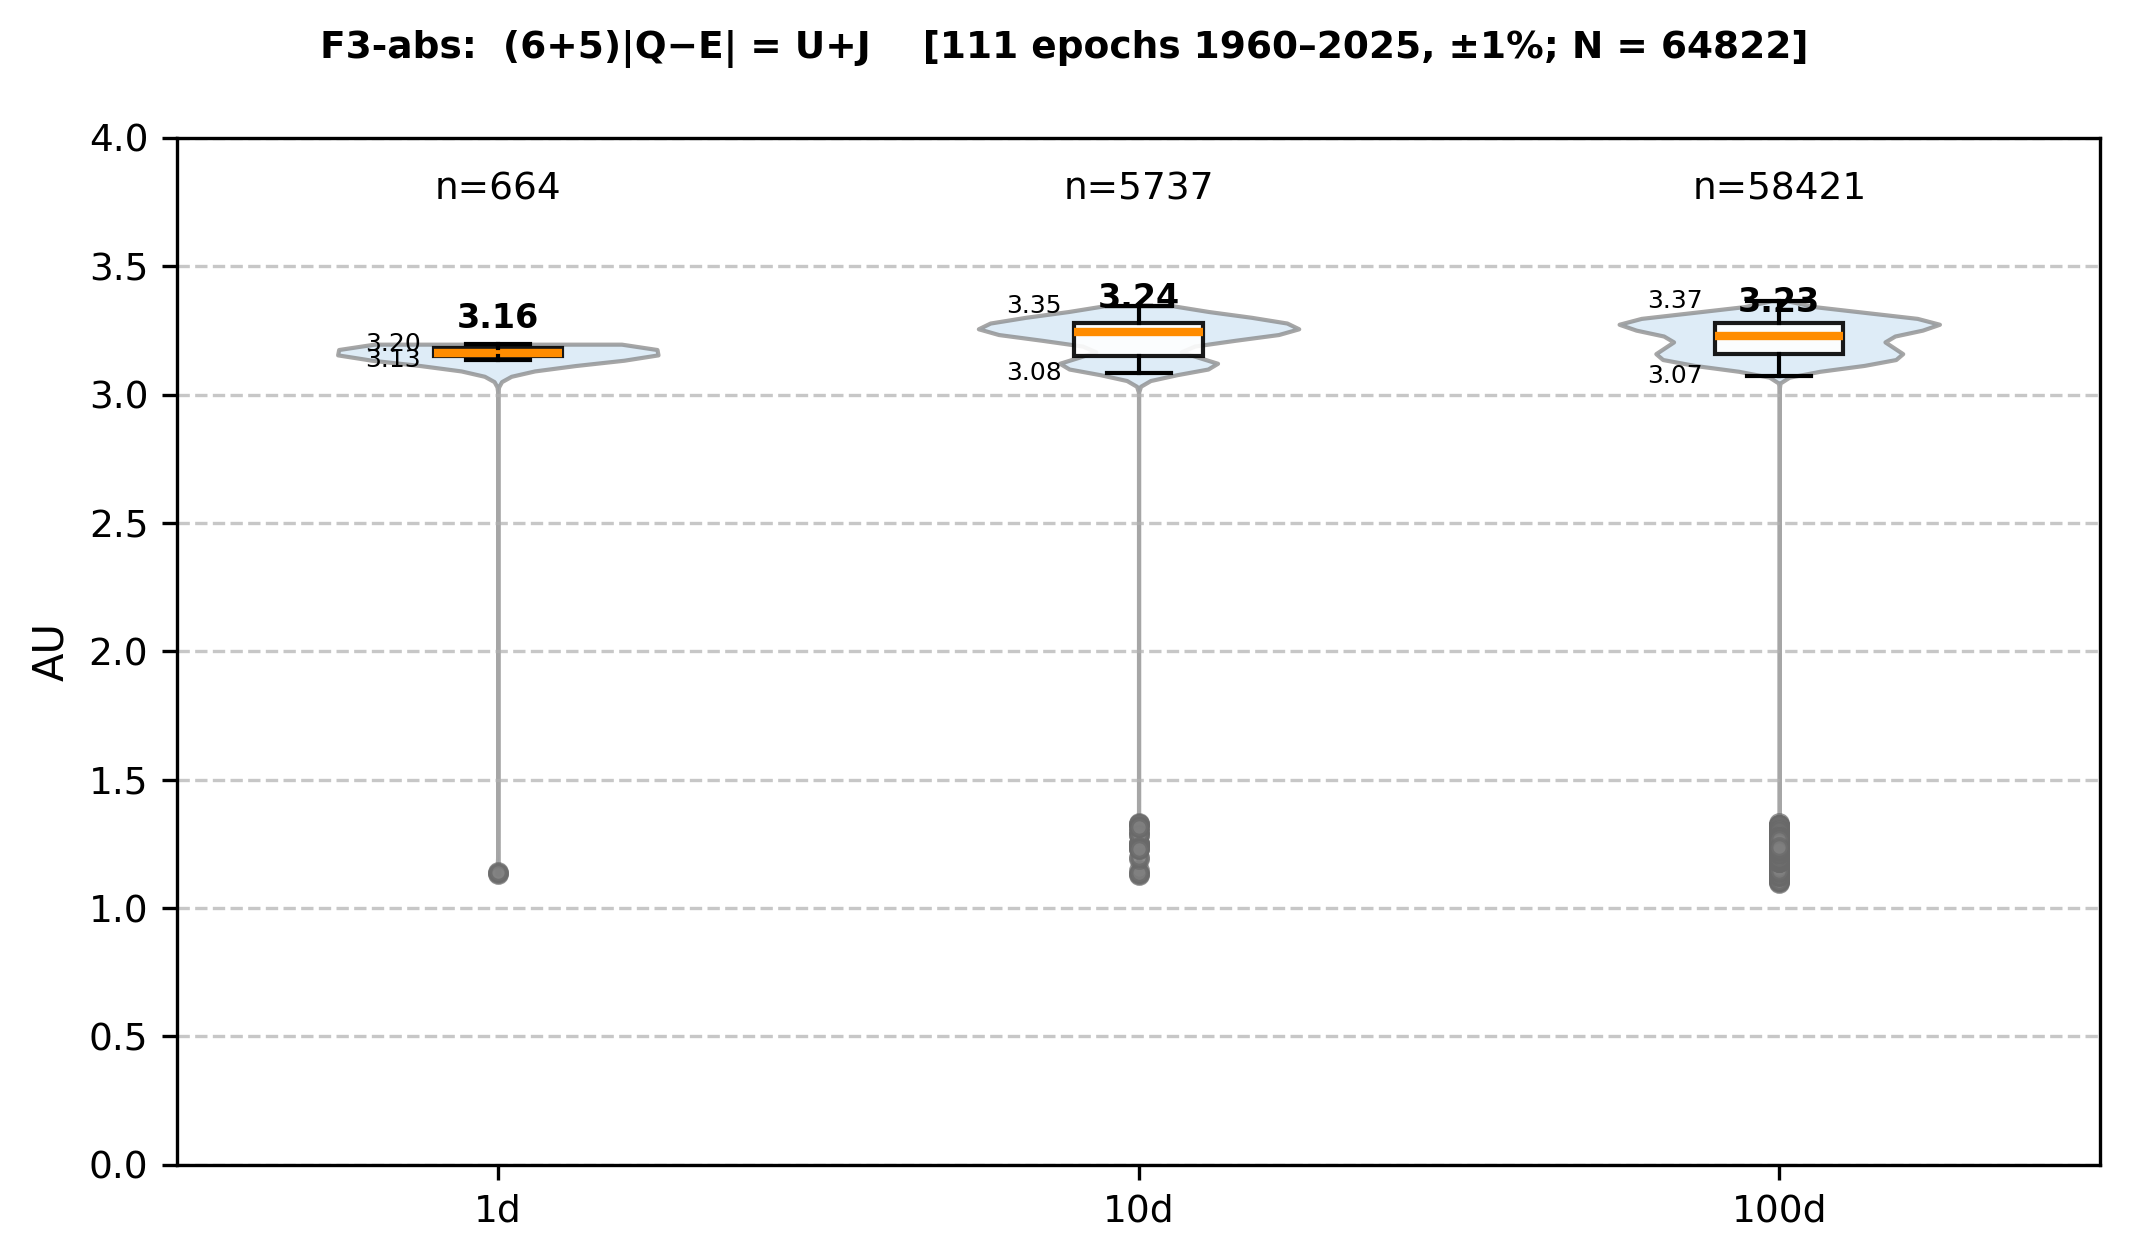 F3-abs:  (6+5)|Q−E| = U+J    [111 epochs 1960–2025, ±1%; N = 64822]
4.0
n=664 n=5737 n=58421
3.5
3.16 3.35 3.24 3.37 3.23
3.20
3.13 3.08 3.07
3.0
2.5
AU
2.0
1.5
1.0
0.5
0.0
1d 10d 100d